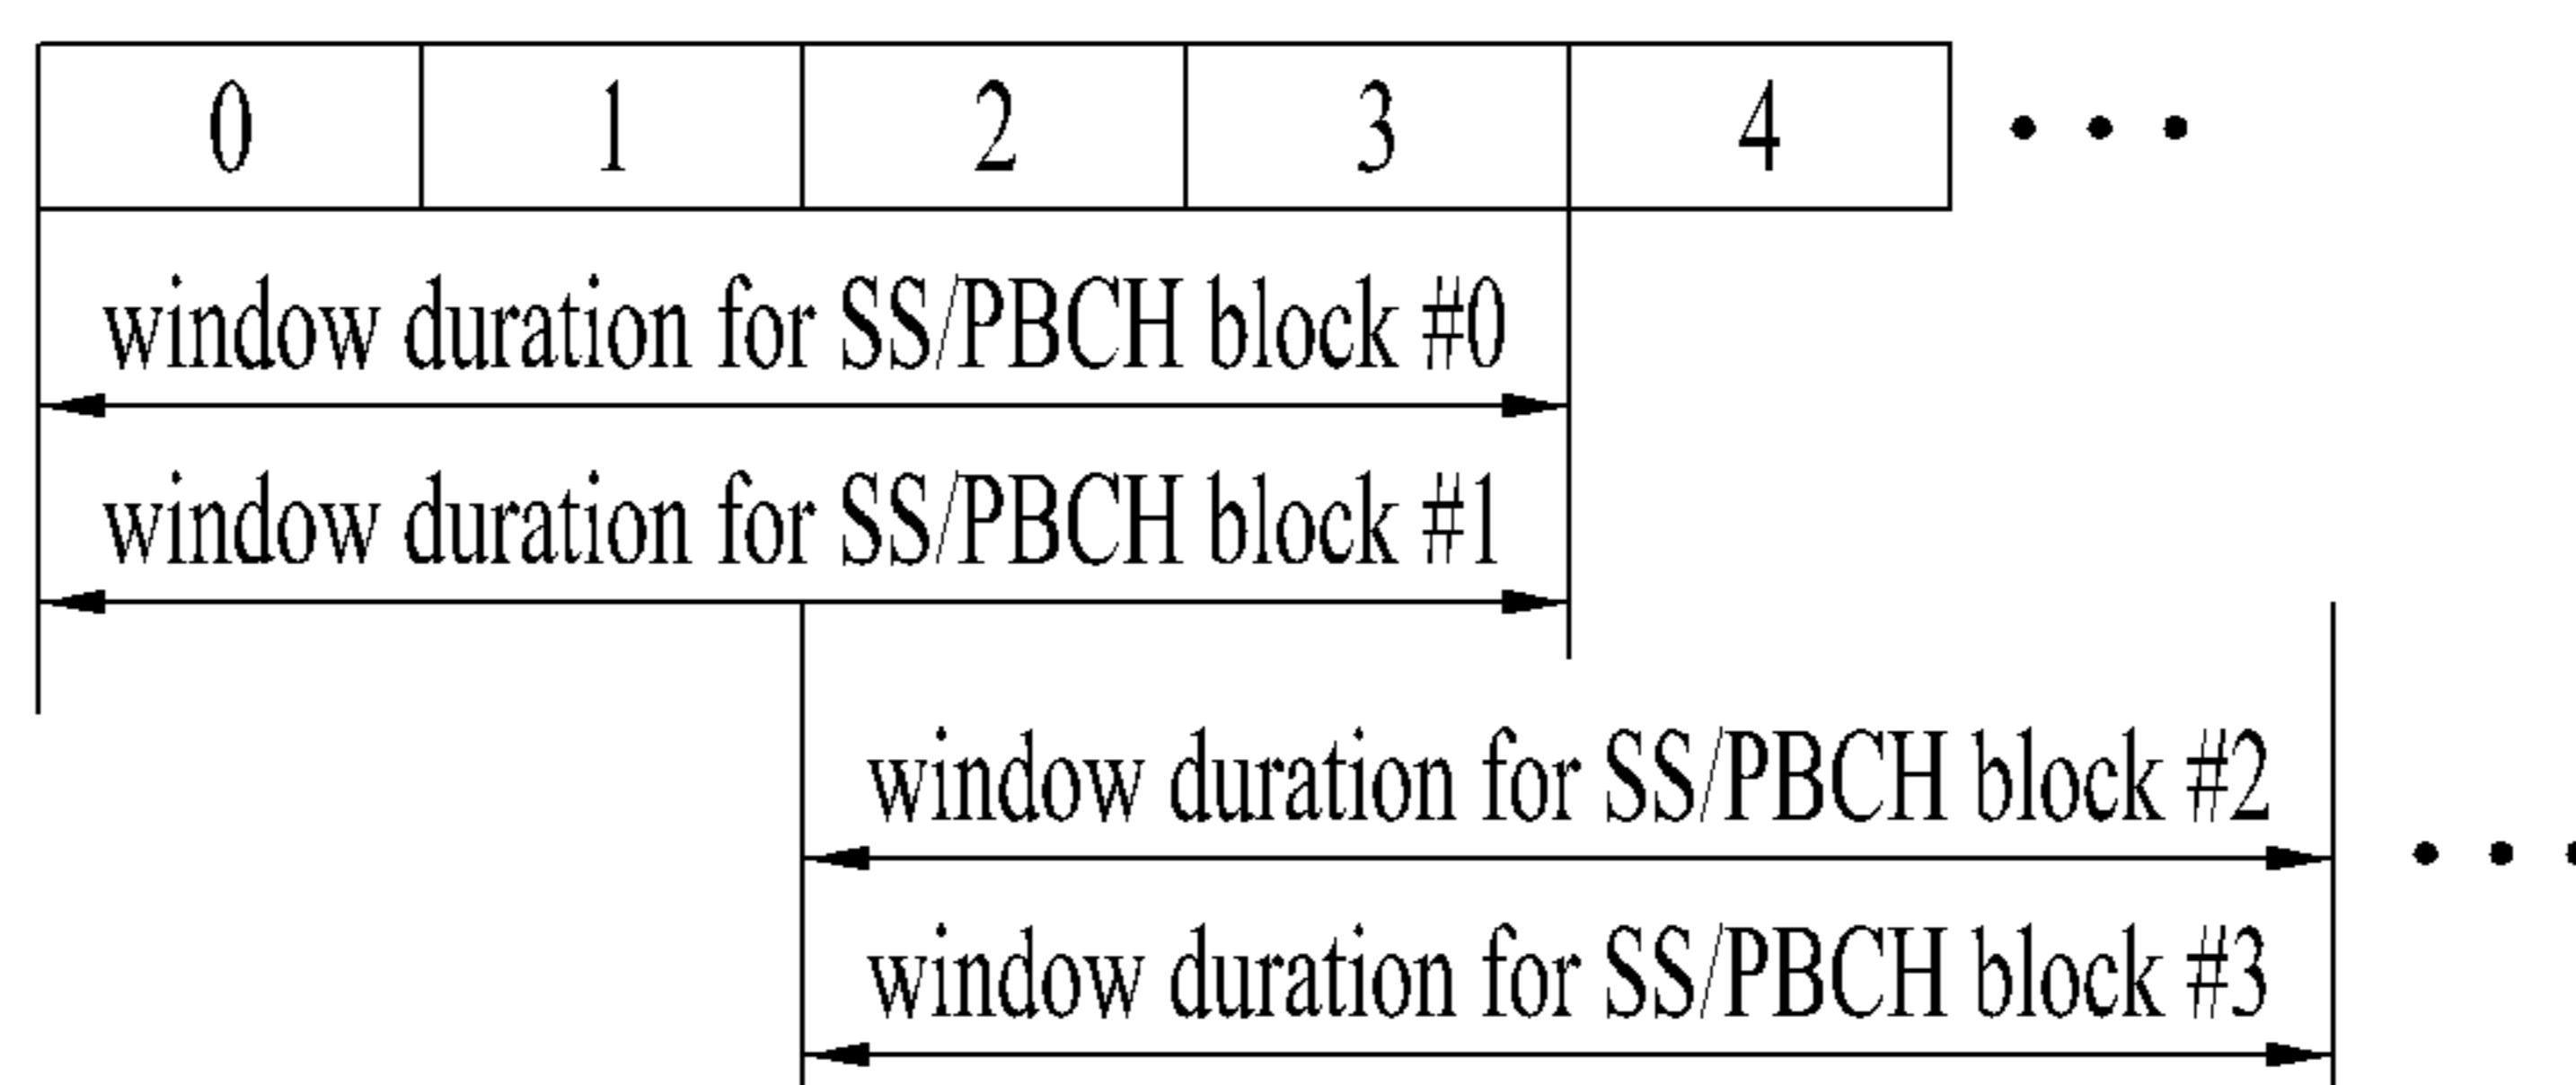 0 1 2 3 4 • • •
window duration for SS/PBCH block #0
window duration for SS/PBCH block #1
window duration for SS/PBCH block #2
• • •
window duration for SS/PBCH block #3